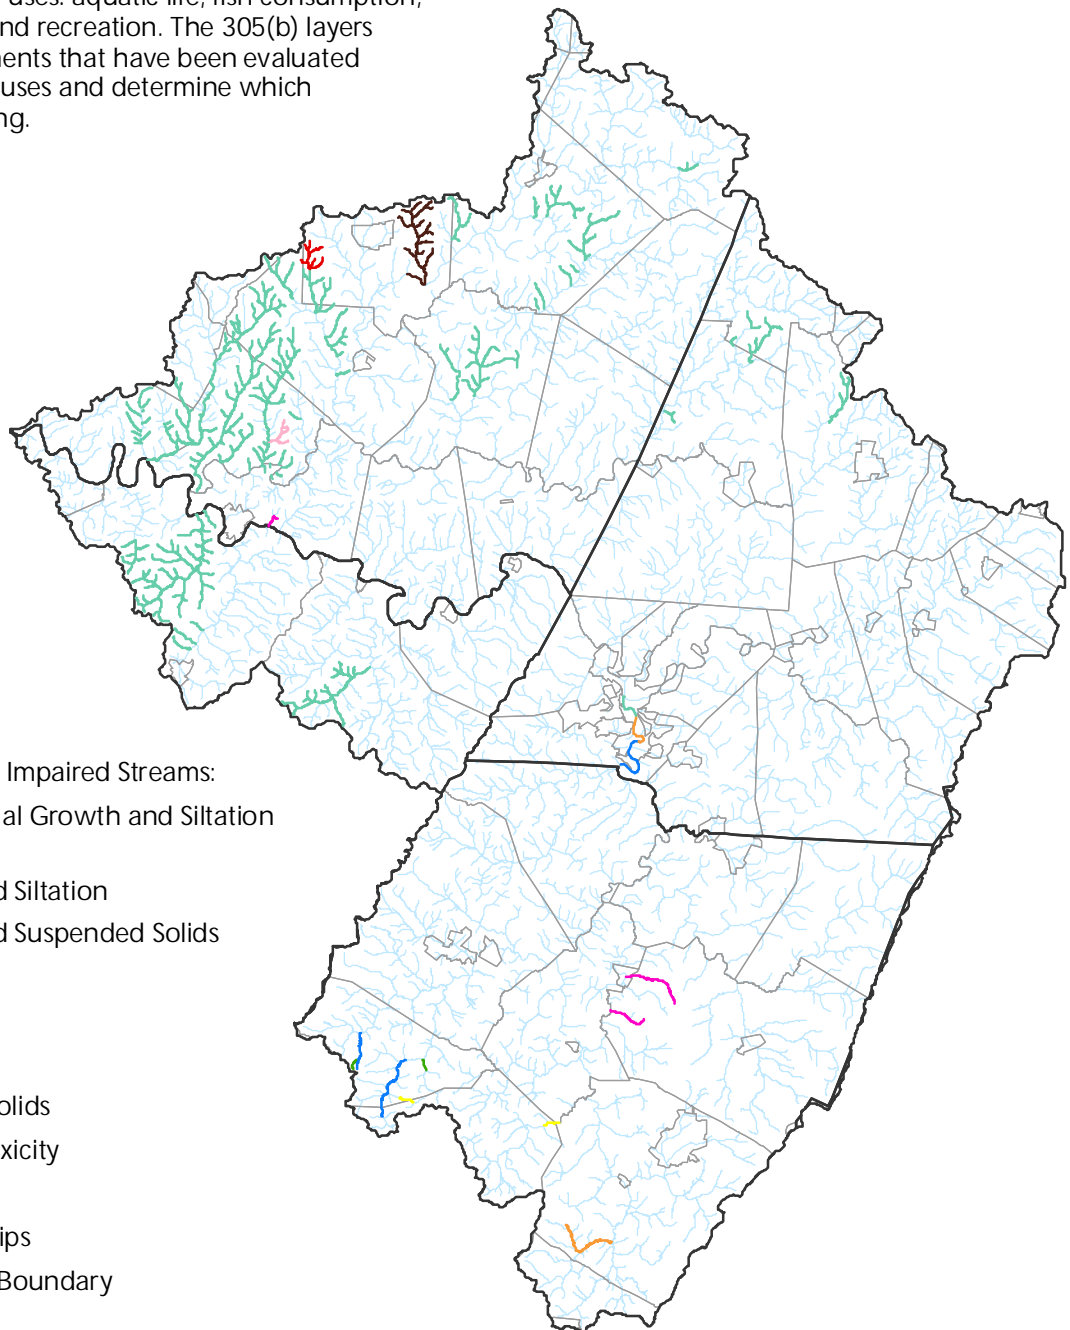 uses: aquatic life, fish consumption,
nd recreation. The 305(b) layers
ents that have been evaluated
uses and determine which
ng.
Impaired Streams:
al Growth and Siltation
d Siltation
d Suspended Solids
olids
xicity
ips
Boundary